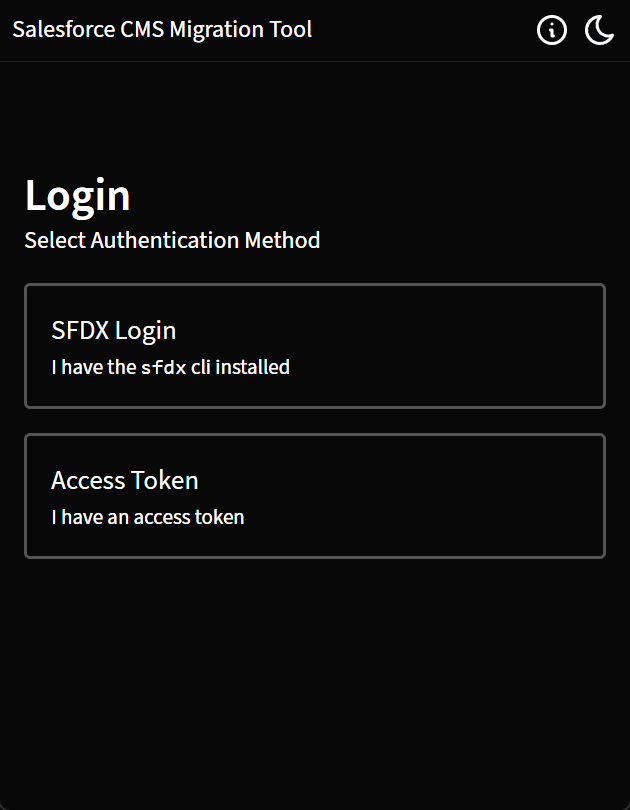 Salesforce CMS Migration Tool
Login
Select Authentication Method
SFDX Login
I have the sfdx cli installed
Access Token
I have an access token